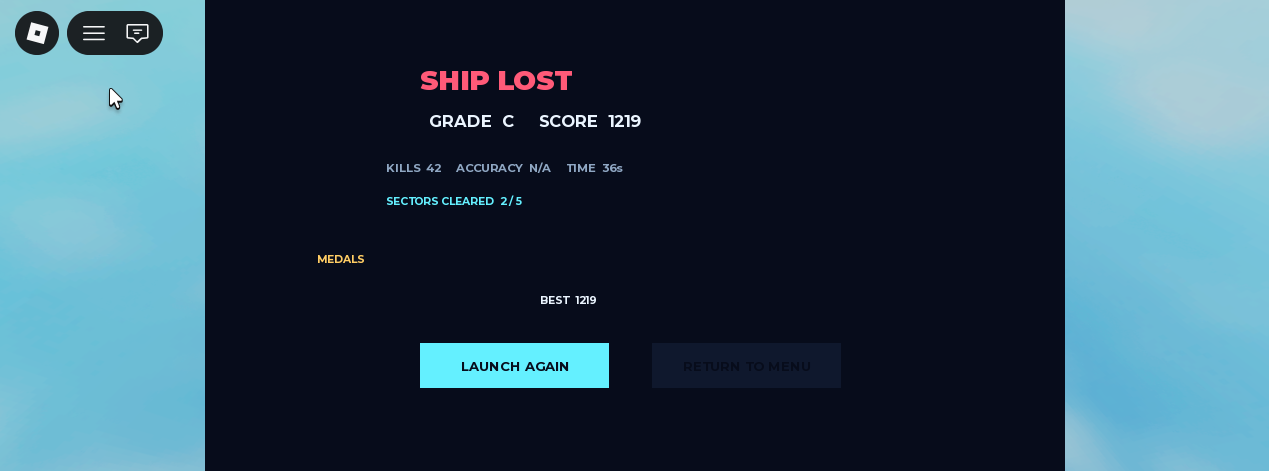 SHIP LOST
GRADE C SCORE 1219
KILLS 42 ACCURACY N/A TIME 36s
SECTORS CLEARED 2 / 5
MEDALS
BEST 1219
LAUNCH AGAIN RETURN TO MENU